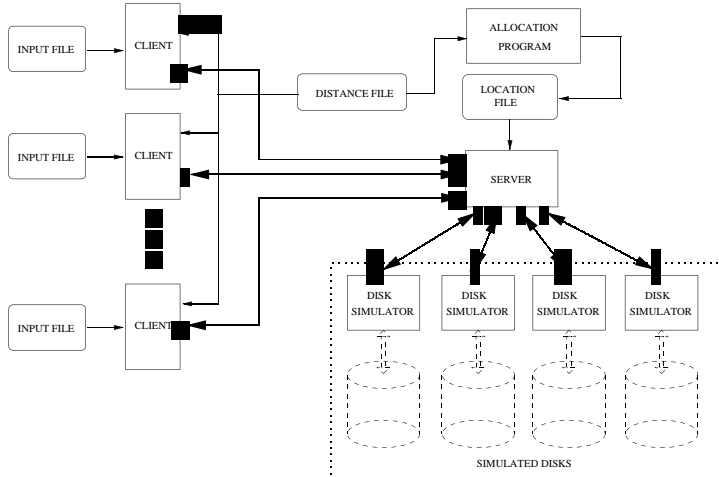 INPUT FILE
CLIENT
ALLOCATION
PROGRAM
DISTANCE FILE
LOCATION
FILE
INPUT FILE
CLIENT
SERVER
INPUT FILE
CLIENT
DISK
SIMULATOR
DISK
SIMULATOR
DISK
SIMULATOR
DISK
SIMULATOR
SIMULATED DISKS